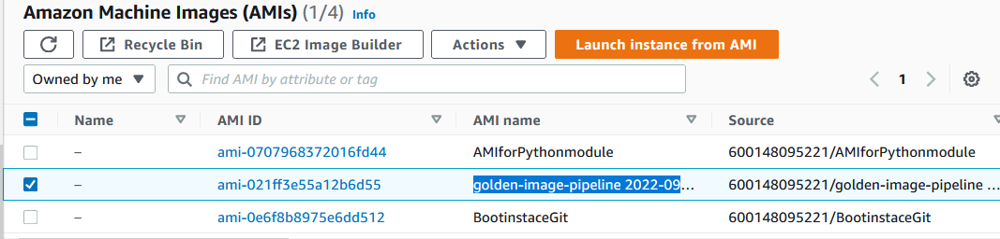 Amazon Machine Images (AMIs) (1/4) Info
Recycle Bin EC2 Image Builder Actions Launch instance from AMI
Owned by me Find AMI by attribute or tag 1
Name AMI ID AMI name Source
– ami-0707968372016fd44 AMIforPythonmodule 600148095221/AMIforPythonmodule
– ami-021ff3e55a12b6d55 golden-image-pipeline 2022-09... 600148095221/golden-image-pipeline ...
– ami-0e6f8b8975e6dd512 BootinstaceGit 600148095221/BootinstaceGit